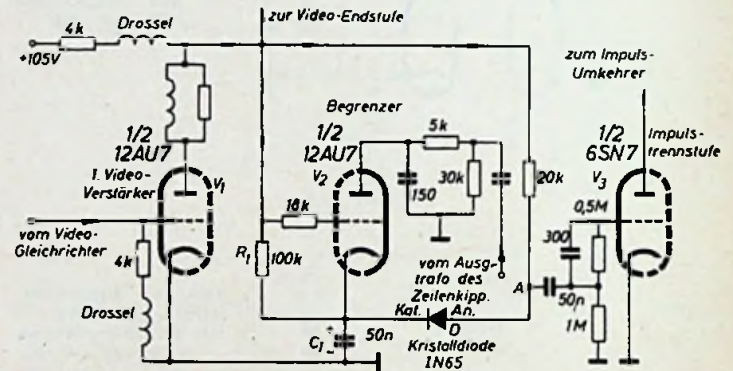 zur Video-Endstufe
4k
Drossel
+105V
zum Impuls-
Umkehrer
Begrenzer
1/2
12AU7
1/2
12AU7
1/2
6SN7
Impuls-
trennstufe
1. Video-
Verstärker
V1
V2
V3
5k
30k
150
20k
18k
0,5M
300
vom Video-
Gleichrichter
4k
R1
100k
vom Ausg-
trafo des
Zeilenkipp.
Kat.
An.
A
50n
1M
Drossel
C1
+
−
50n
D
Kristalldiode
1N65